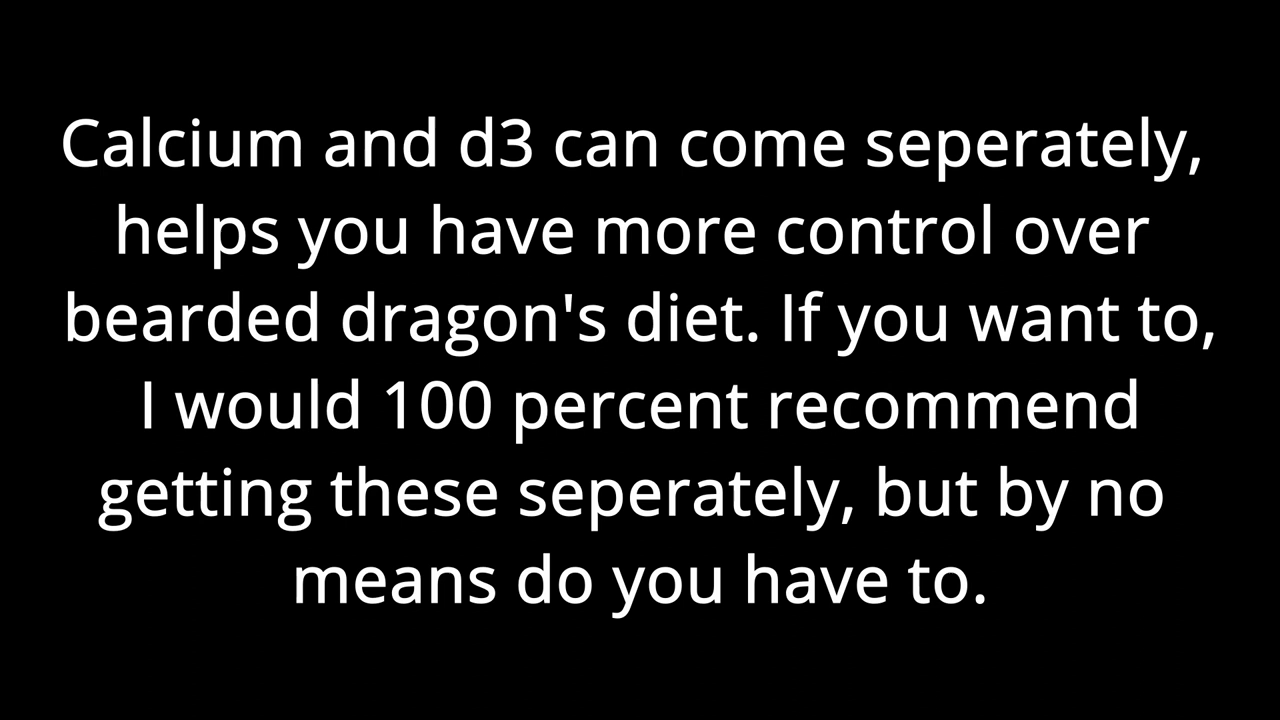 Calcium and d3 can come seperately,
helps you have more control over
bearded dragon's diet. If you want to,
I would 100 percent recommend
getting these seperately, but by no
means do you have to.